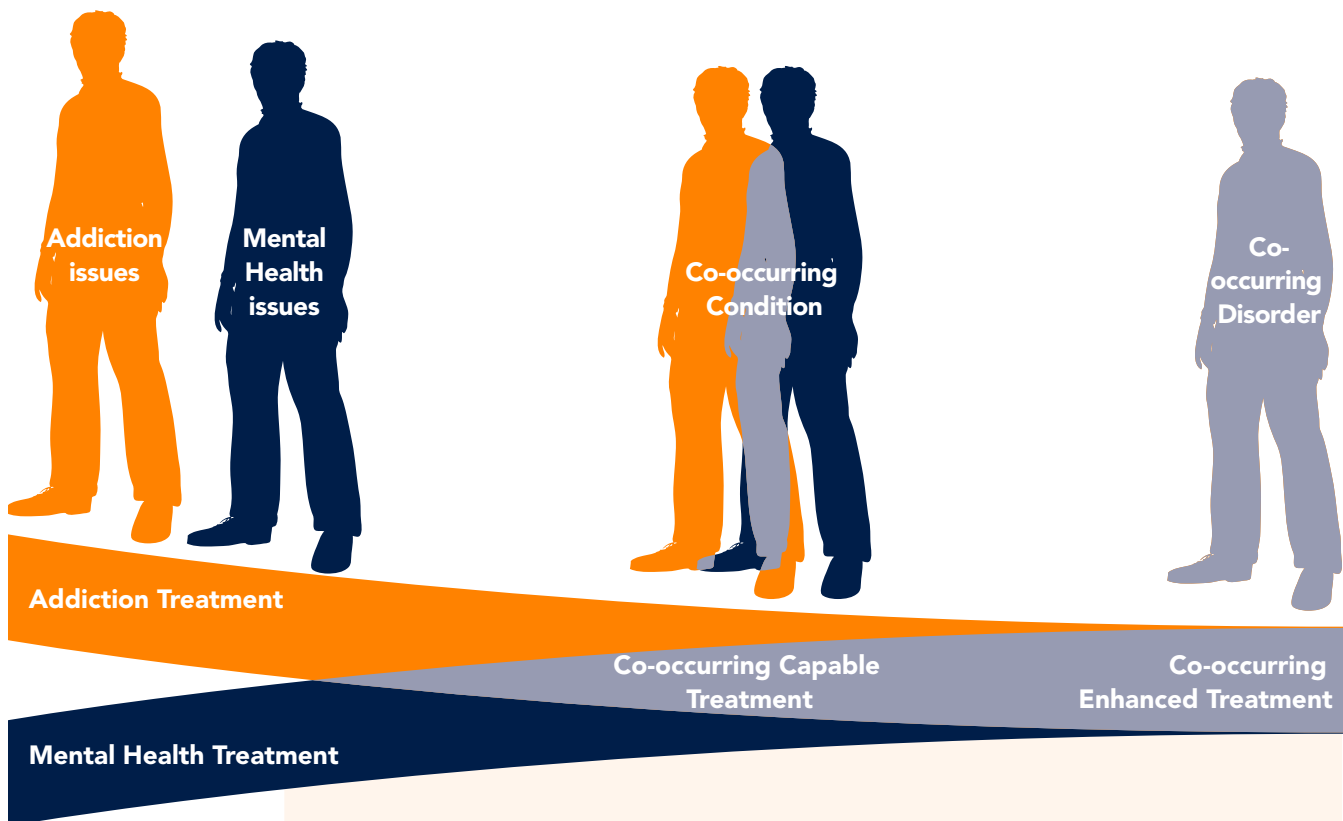 Addiction
issues
Mental
Health
issues
Co-occurring
Condition
Co-
occurring
Disorder
Addiction Treatment
Co-occurring Capable
Treatment
Co-occurring
Enhanced Treatment
Mental Health Treatment